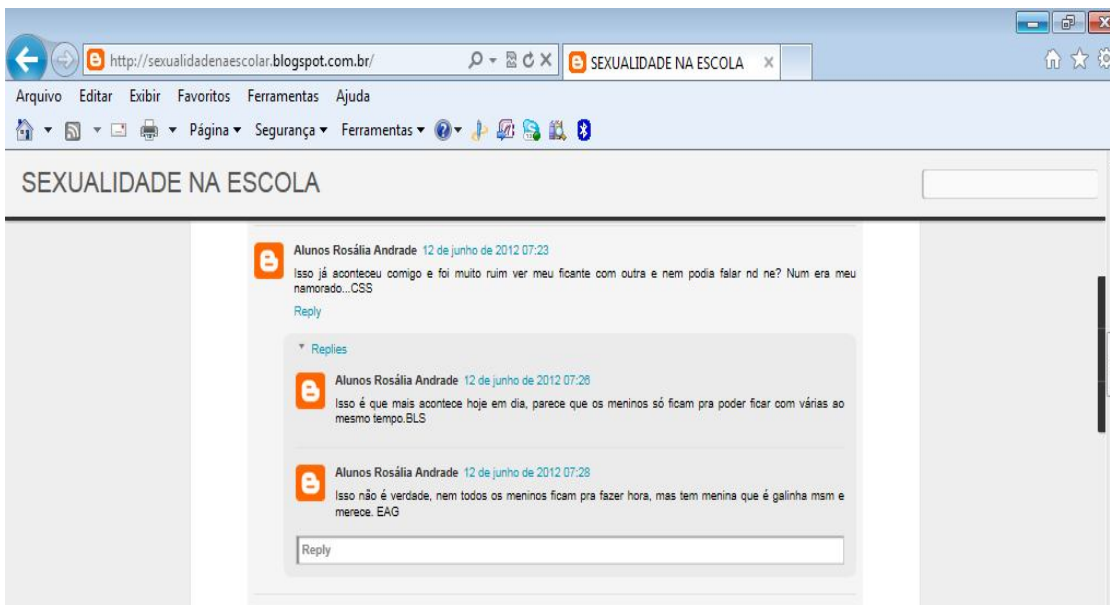 http://sexualidadenaescolar.blogspot.com.br/
SEXUALIDADE NA ESCOLA
Arquivo Editar Exibir Favoritos Ferramentas Ajuda
Página Segurança Ferramentas
SEXUALIDADE NA ESCOLA
Alunos Rosália Andrade 12 de junho de 2012 07:23
Isso já aconteceu comigo e foi muito ruim ver meu ficante com outra e nem podia falar nd ne? Num era meu
namorado...CSS
Reply
Replies
Alunos Rosália Andrade 12 de junho de 2012 07:26
Isso é que mais acontece hoje em dia, parece que os meninos só ficam pra poder ficar com várias ao
mesmo tempo.BLS
Alunos Rosália Andrade 12 de junho de 2012 07:28
Isso não é verdade, nem todos os meninos ficam pra fazer hora, mas tem menina que é galinha msm e
merece. EAG
Reply